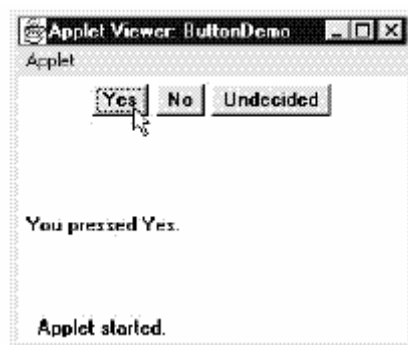 Applet Viewer: ButtonDemo
Applet
Yes No Undecided
You pressed Yes.
Applet started.